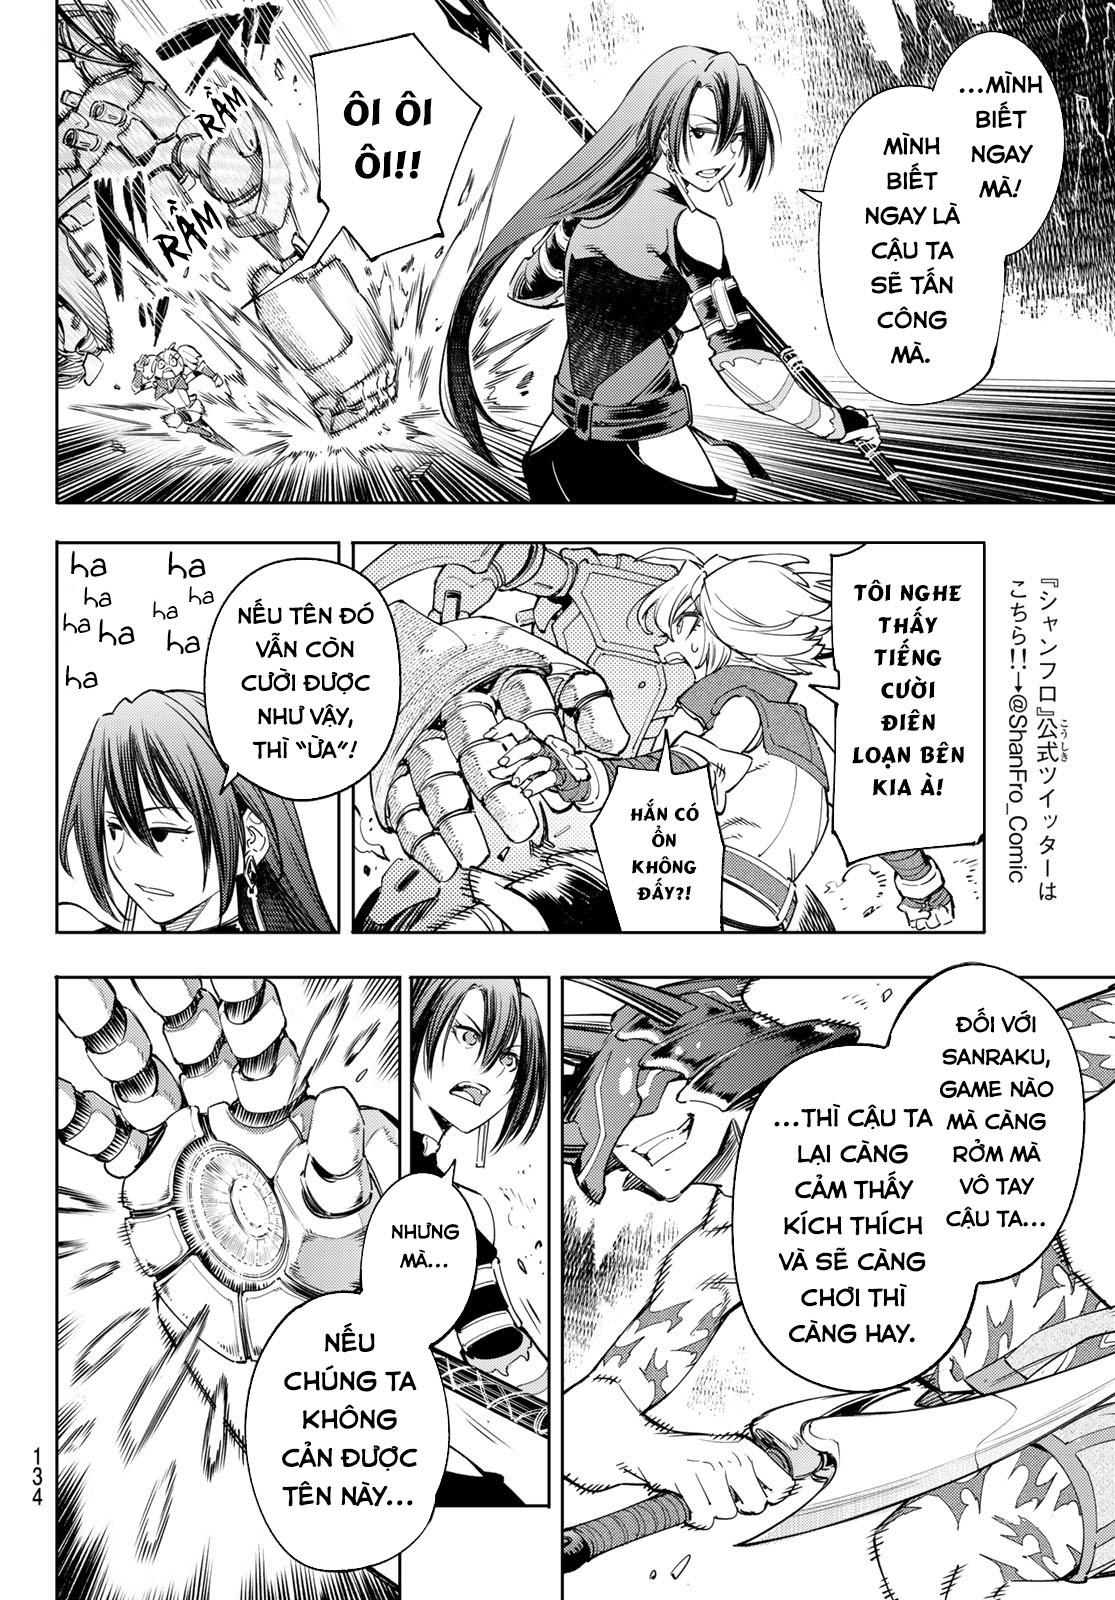 ...MÌNH
BIẾT
NGAY
MÀ!
MÌNH
BIẾT
NGAY LÀ
CẬU TA
SẼ TẤN
CÔNG
MÀ.
ÔI ÔI
ÔI!!
RẦM
RẦM
『シャンフロ』公式ツイッターは
こうしき
こちら!!→@ShanFro_Comic
TÔI NGHE
THẤY
TIẾNG
CƯỜI
ĐIÊN
LOẠN BÊN
KIA À!
HẮN CÓ
ỔN
KHÔNG
ĐẤY?!
NẾU TÊN ĐÓ
VẪN CÒN
CƯỜI ĐƯỢC
NHƯ VẬY,
THÌ "ỪA"!
ha
ha
ha
ha
ha
ha
ha
ha
ha
ĐỐI VỚI
SANRAKU,
GAME NÀO
MÀ CÀNG
RỞM MÀ
VÔ TAY
CẬU TA...
...THÌ CẬU TA
LẠI CÀNG
CẢM THẤY
KÍCH THÍCH
VÀ SẼ CÀNG
CHƠI THÌ
CÀNG HAY.
NHƯNG
MÀ...
NẾU
CHÚNG TA
KHÔNG
CẢN ĐƯỢC
TÊN NÀY...
134